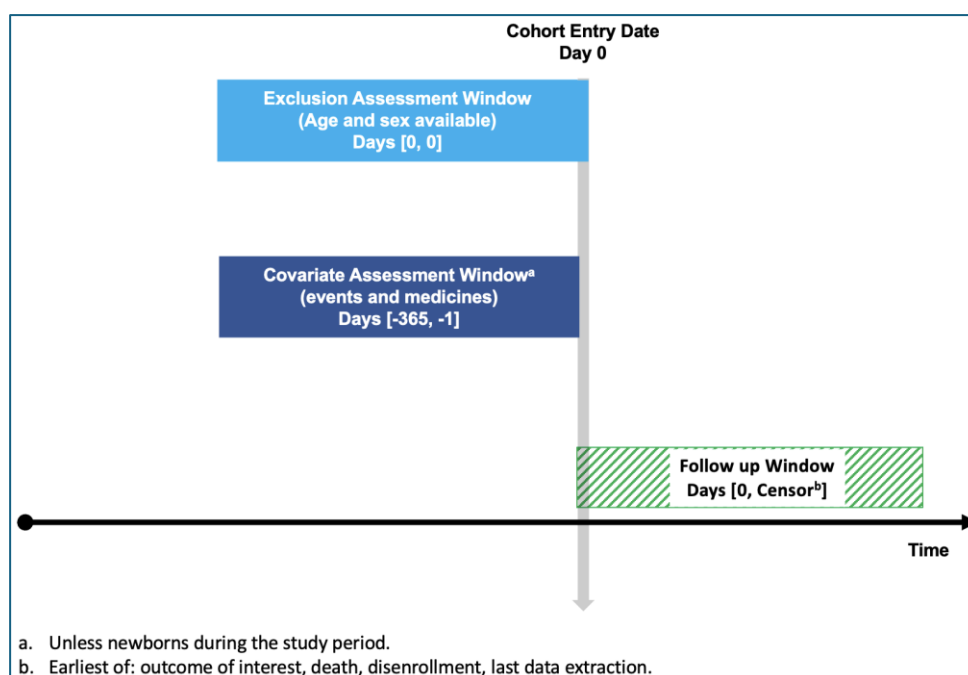 Cohort Entry Date
Day 0
Exclusion Assessment Window
(Age and sex available)
Days [0, 0]
Covariate Assessment Windowᵃ
(events and medicines)
Days [-365, -1]
Follow up Window
Days [0, Censorᵇ]
Time
a. Unless newborns during the study period.
b. Earliest of: outcome of interest, death, disenrollment, last data extraction.